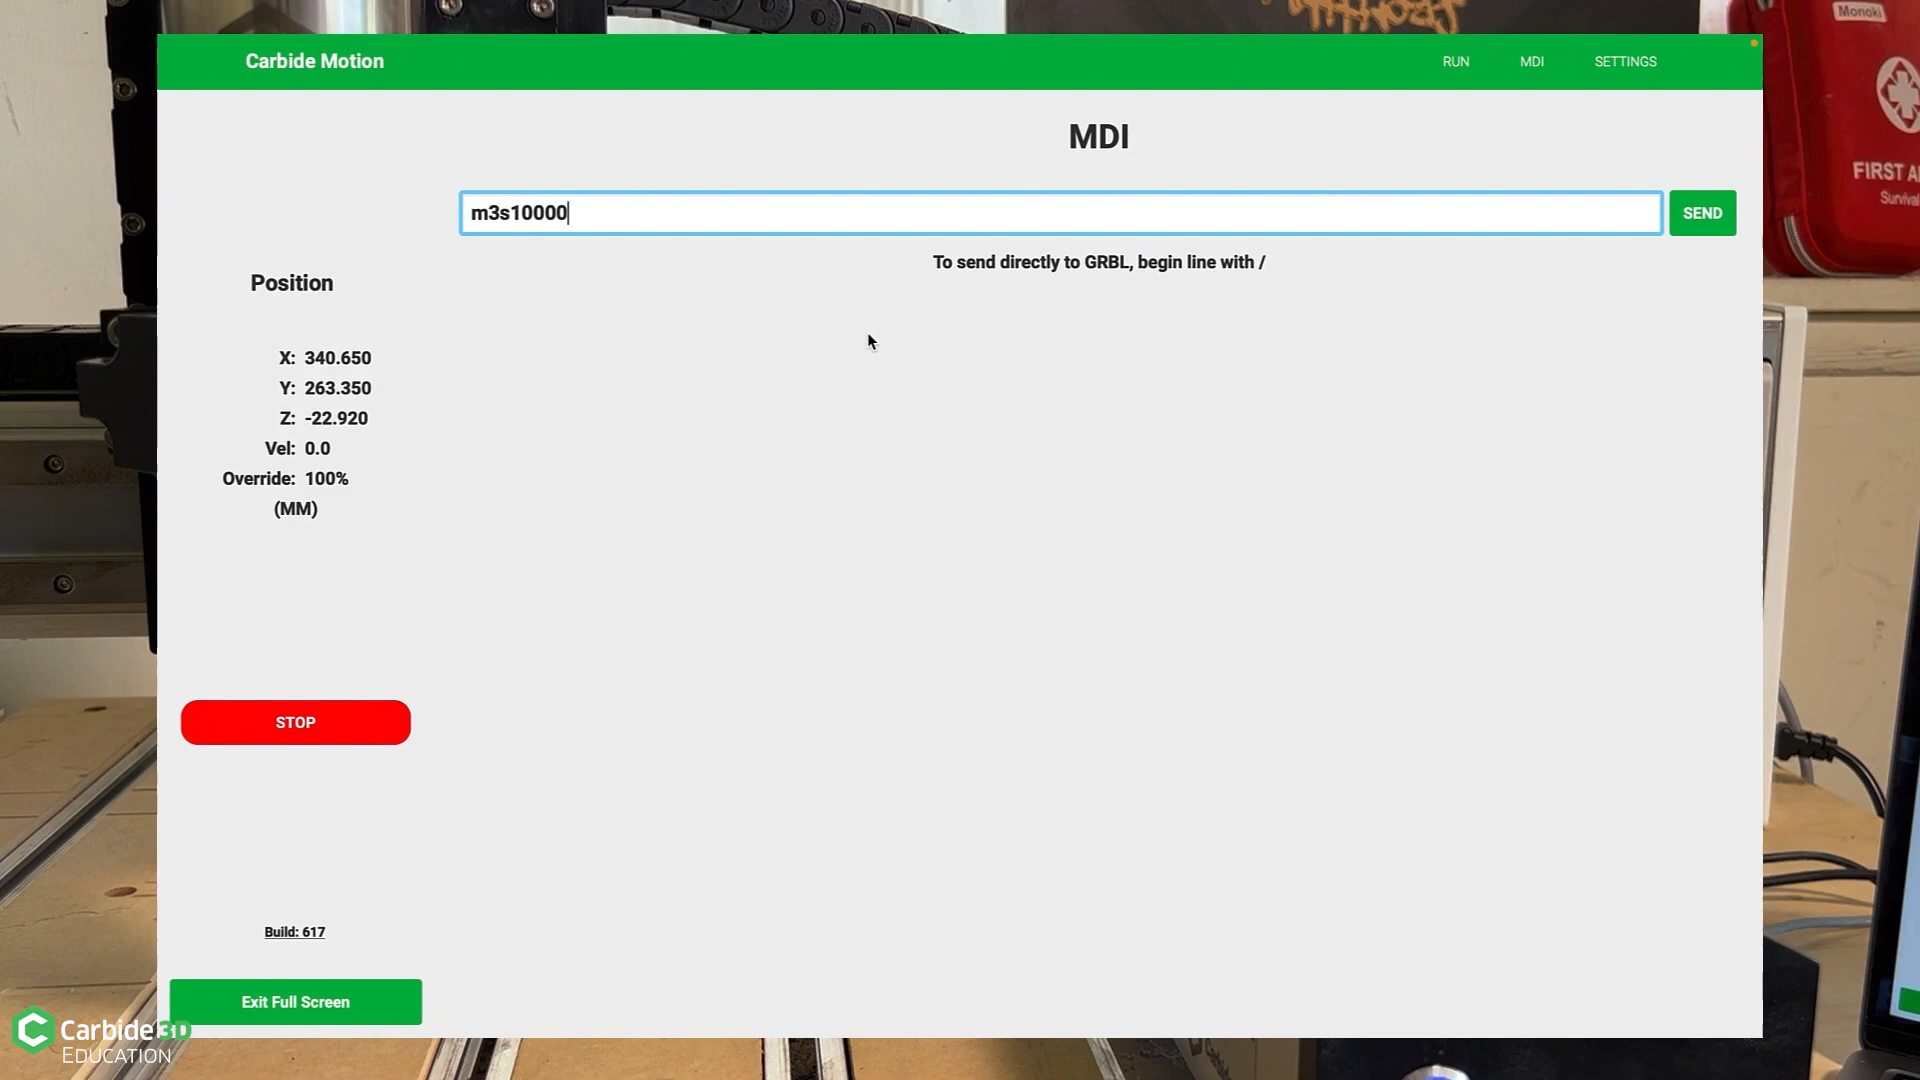 Monoki
Carbide Motion
RUN
MDI
SETTINGS
MDI
m3s10000
SEND
FIRST
Survival
To send directly to GRBL, begin line with /
Position
X: 340.650
Y: 263.350
Z: -22.920
Vel: 0.0
Override: 100%
(MM)
STOP
Build: 617
Exit Full Screen
Carbide3D
EDUCATION